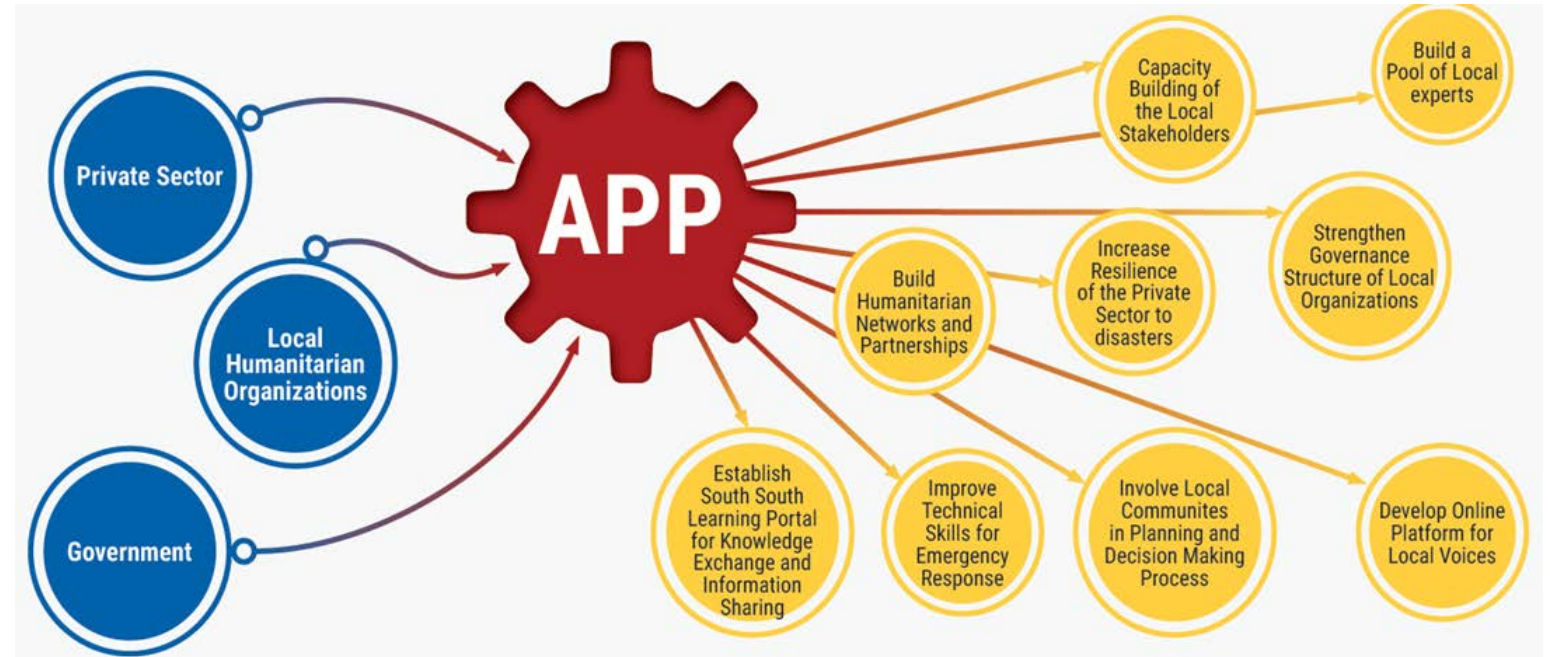 Private Sector
Local
Humanitarian
Organizations
Government
APP
Capacity
Building of
the Local
Stakeholders
Build a
Pool of Local
experts
Strengthen
Governance
Structure of Local
Organizations
Increase
Resilience
of the Private
Sector to
disasters
Build
Humanitarian
Networks and
Partnerships
Establish
South South
Learning Portal
for Knowledge
Exchange and
Information
Sharing
Improve
Technical
Skills for
Emergency
Response
Involve Local
Communites
in Planning and
Decision Making
Process
Develop Online
Platform for
Local Voices